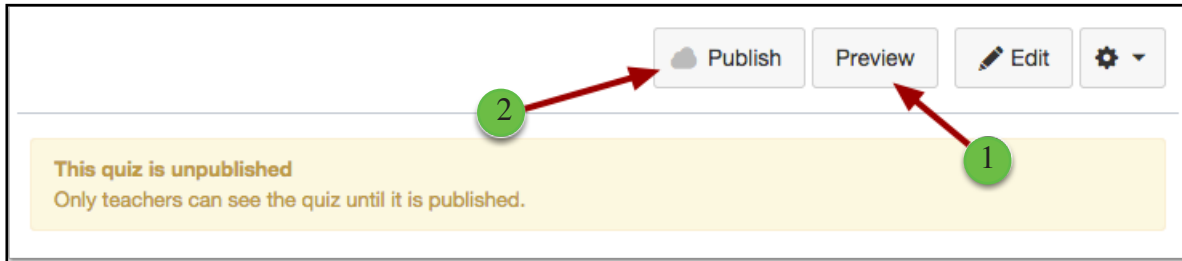 Publish Preview Edit
2
1
This quiz is unpublished
Only teachers can see the quiz until it is published.